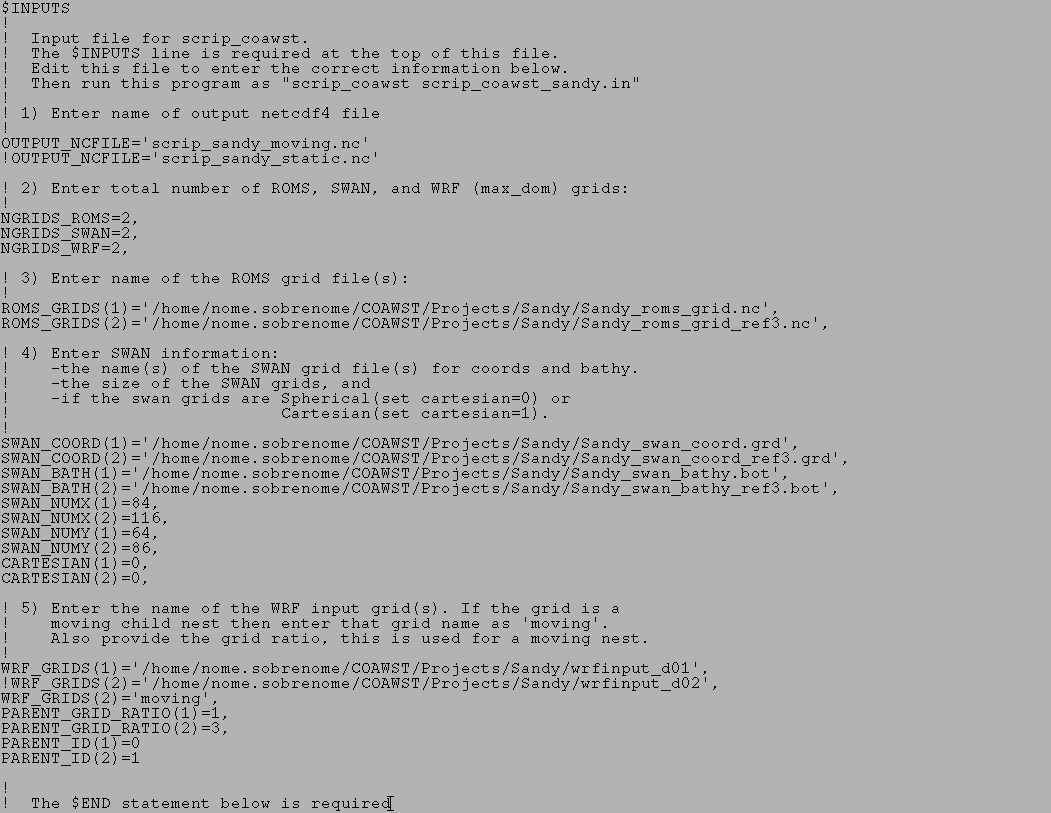 $INPUTS
!
!  Input file for scrip_coawst.
!  The $INPUTS line is required at the top of this file.
!  Edit this file to enter the correct information below.
!  Then run this program as "scrip_coawst scrip_coawst_sandy.in"
!
! 1) Enter name of output netcdf4 file
!
OUTPUT_NCFILE='scrip_sandy_moving.nc'
!OUTPUT_NCFILE='scrip_sandy_static.nc'
! 2) Enter total number of ROMS, SWAN, and WRF (max_dom) grids:
!
NGRIDS_ROMS=2,
NGRIDS_SWAN=2,
NGRIDS_WRF=2,
! 3) Enter name of the ROMS grid file(s):
!
ROMS_GRIDS(1)='/home/nome.sobrenome/COAWST/Projects/Sandy/Sandy_roms_grid.nc',
ROMS_GRIDS(2)='/home/nome.sobrenome/COAWST/Projects/Sandy/Sandy_roms_grid_ref3.nc',
! 4) Enter SWAN information:
!    -the name(s) of the SWAN grid file(s) for coords and bathy.
!    -the size of the SWAN grids, and
!    -if the swan grids are Spherical(set cartesian=0) or
!                           Cartesian(set cartesian=1).
!
SWAN_COORD(1)='/home/nome.sobrenome/COAWST/Projects/Sandy/Sandy_swan_coord.grd',
SWAN_COORD(2)='/home/nome.sobrenome/COAWST/Projects/Sandy/Sandy_swan_coord_ref3.grd',
SWAN_BATH(1)='/home/nome.sobrenome/COAWST/Projects/Sandy/Sandy_swan_bathy.bot',
SWAN_BATH(2)='/home/nome.sobrenome/COAWST/Projects/Sandy/Sandy_swan_bathy_ref3.bot',
SWAN_NUMX(1)=84,
SWAN_NUMX(2)=116,
SWAN_NUMY(1)=64,
SWAN_NUMY(2)=86,
CARTESIAN(1)=0,
CARTESIAN(2)=0,
! 5) Enter the name of the WRF input grid(s). If the grid is a
!    moving child nest then enter that grid name as 'moving'.
!    Also provide the grid ratio, this is used for a moving nest.
!
WRF_GRIDS(1)='/home/nome.sobrenome/COAWST/Projects/Sandy/wrfinput_d01',
!WRF_GRIDS(2)='/home/nome.sobrenome/COAWST/Projects/Sandy/wrfinput_d02',
WRF_GRIDS(2)='moving',
PARENT_GRID_RATIO(1)=1,
PARENT_GRID_RATIO(2)=3,
PARENT_ID(1)=0
PARENT_ID(2)=1
!
!  The $END statement below is required